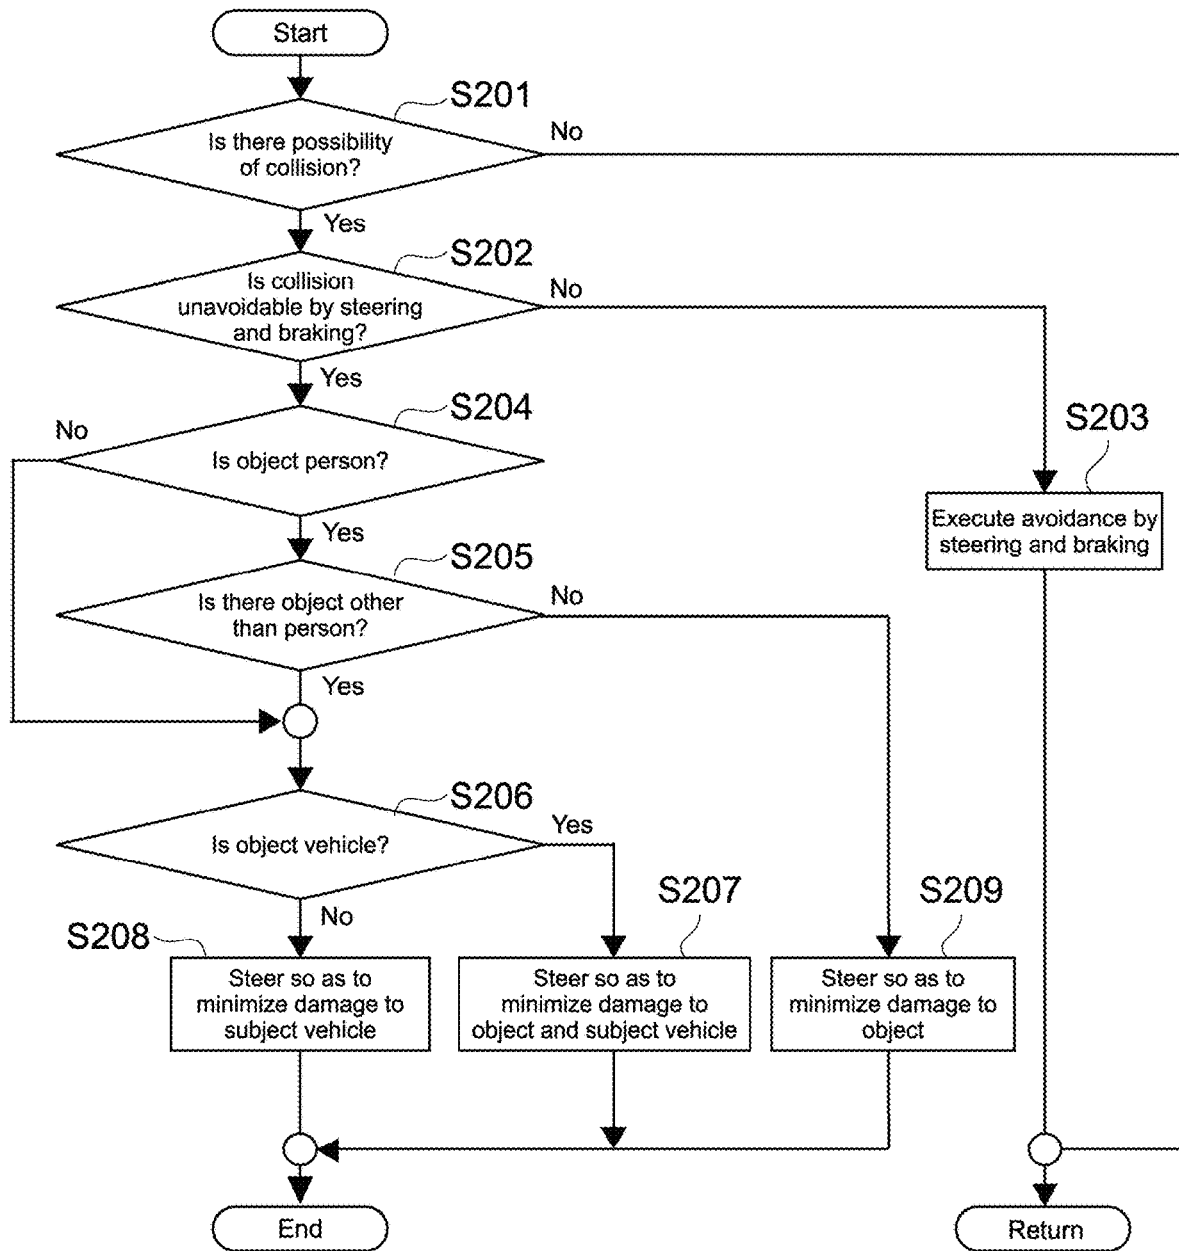 Start
S201
Is there possibility
of collision?
No
Yes
S202
Is collision
unavoidable by steering
and braking?
No
Yes
S204
No
Is object person?
S203
Execute avoidance by
steering and braking
Yes
S205
Is there object other
than person?
No
Yes
S206
Is object vehicle?
Yes
No
S208
Steer so as to
minimize damage to
subject vehicle
S207
Steer so as to
minimize damage to
object and subject vehicle
S209
Steer so as to
minimize damage to
object
End
Return